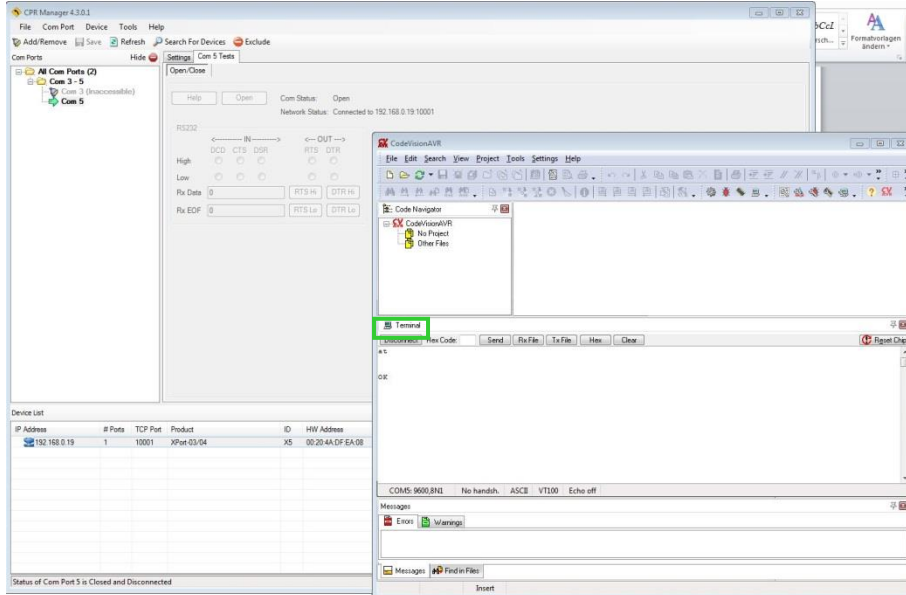 CPR Manager 4.3.0.1
File Com Port Device Tools Help
Add/Remove Save Refresh Search For Devices Exclude
Com Ports Hide
Settings Com 5 Tests
All Com Ports (2)
Com 3 - 5
Com 3 (Inaccessible)
Com 5
Open/Close
Help Open Com Status: Open
Network Status: Connected to 192.168.0.19:10001
RS232
<--------- IN ---------> <--- OUT --->
DCD CTS DSR RTS DTR
High
Low
Rx Data 0 RTS Hi DTR Hi
Rx EOF 0 RTS Lo DTR Lo
Device List
IP Address # Ports TCP Port Product ID HW Address
192.168.0.19 1 10001 XPort-03/04 X5 00:20:4A:DF:EA:08
Status of Com Port 5 is Closed and Disconnected
Formatvorlagen
ändern
CodeVisionAVR
File Edit Search View Project Tools Settings Help
Code Navigator
CodeVisionAVR
No Project
Other Files
Terminal
Disconnect Hex Code: Send Rx File Tx File Hex Clear Reset Chip
at
OK
COM5: 9600,8N1 No handsh. ASCII VT100 Echo off
Messages
Errors Warnings
Messages Find in Files
Insert